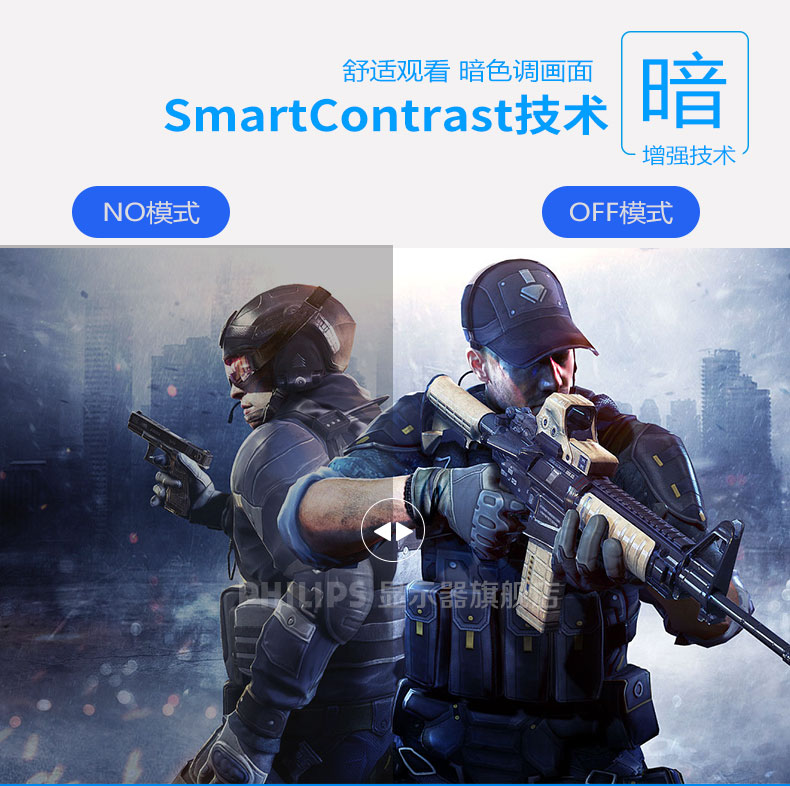 舒适观看 暗色调画面
SmartContrast技术
暗
增强技术
NO模式
OFF模式
PHILIPS 显示器旗舰店